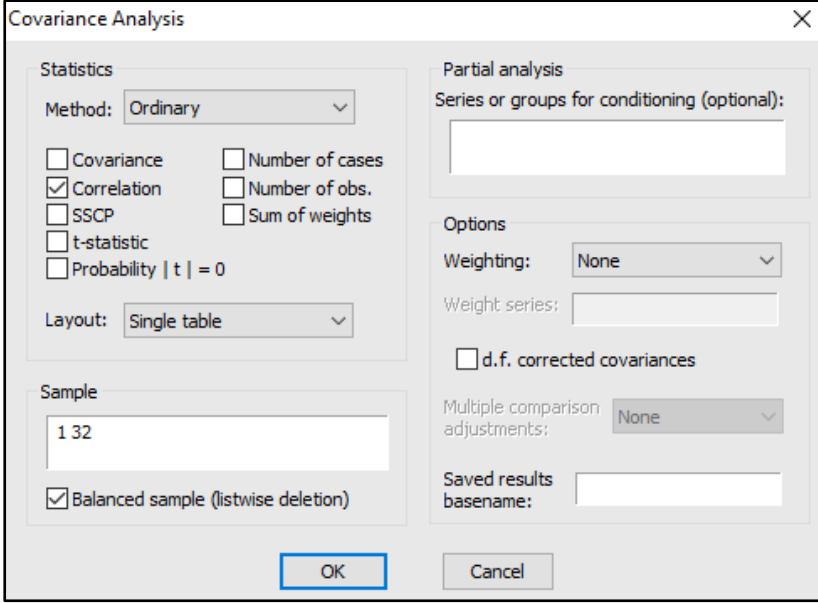 Covariance Analysis
Statistics
Method: Ordinary
Covariance Number of cases
Correlation Number of obs.
SSCP Sum of weights
t-statistic
Probability | t | = 0
Layout: Single table
Sample
1 32
Balanced sample (listwise deletion)
Partial analysis
Series or groups for conditioning (optional):
Options
Weighting: None
Weight series:
d.f. corrected covariances
Multiple comparison
adjustments: None
Saved results
basename:
OK Cancel